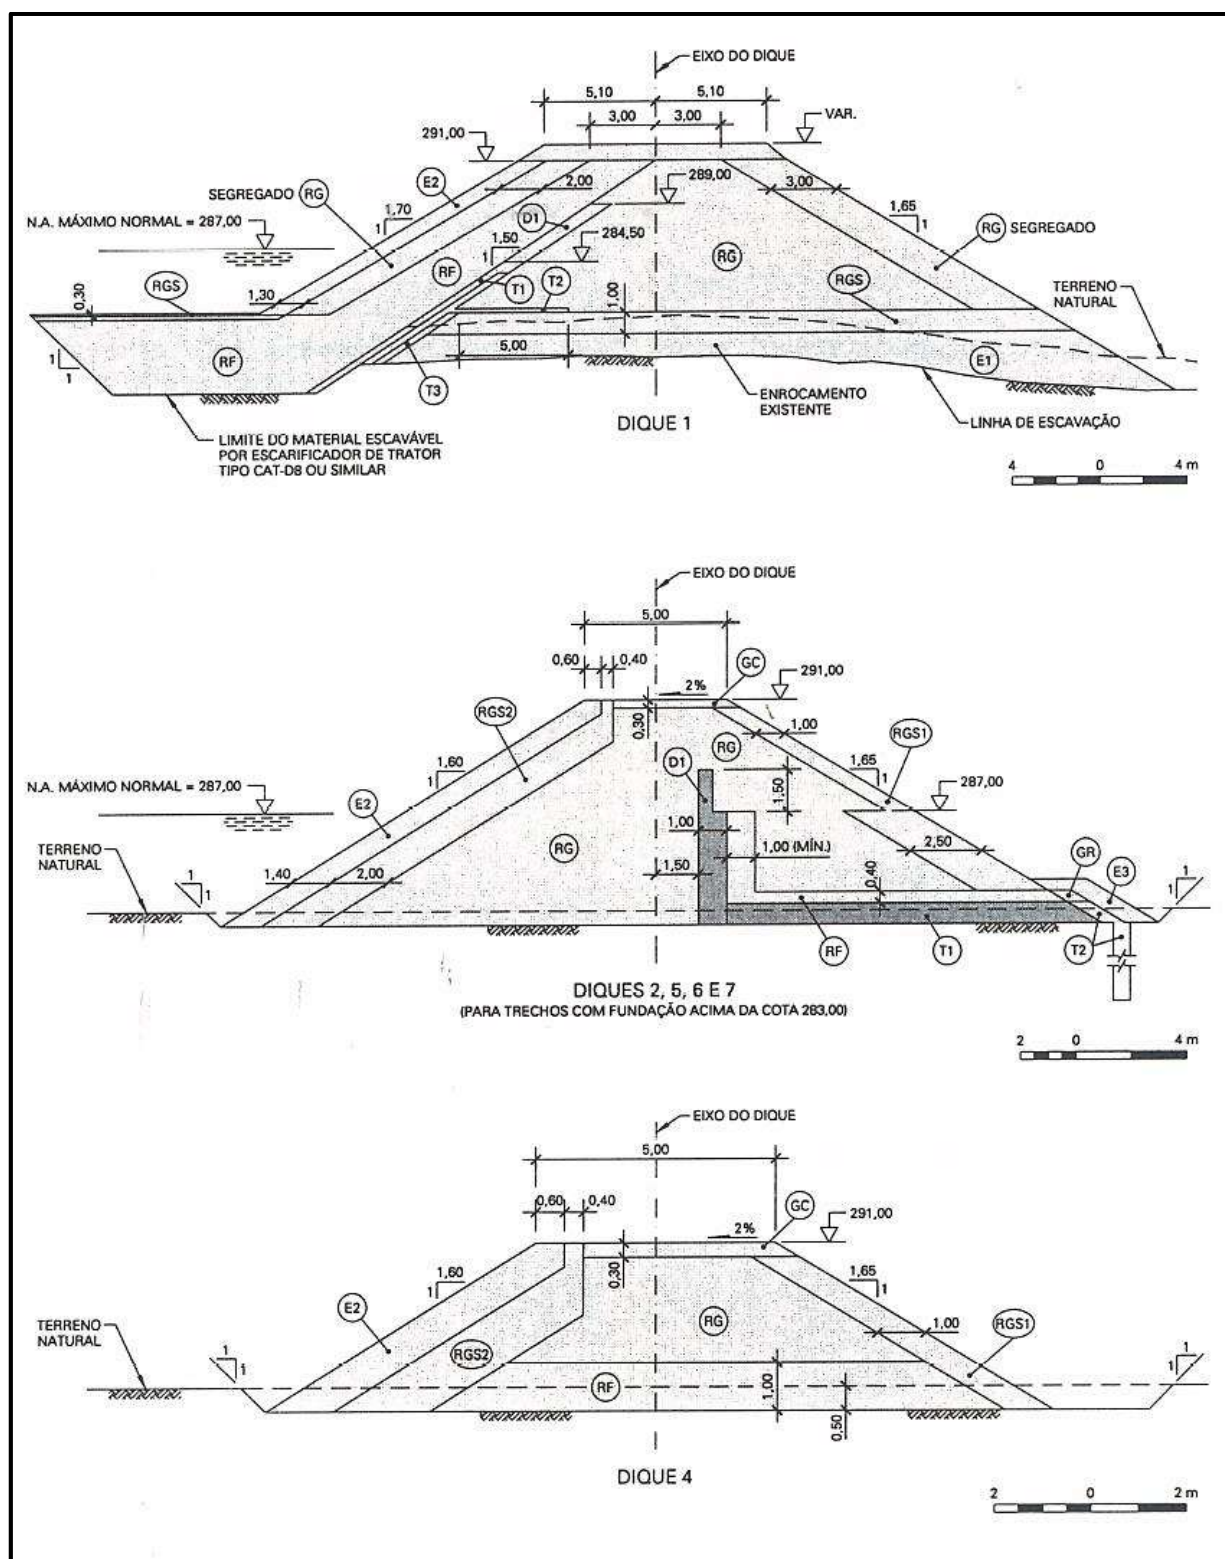 EIXO DO DIQUE
5,10 5,10
3,00 3,00
VAR.
291,00
E2
SEGREGADO RG
2,00
289,00
3,00
N.A. MÁXIMO NORMAL = 287,00
1,70
1
D1
1,65
1
1,50
1
284,50
RG SEGREGADO
RG
RF
RGS
T1
T2
RGS
1,30
0,30
1,00
TERRENO
NATURAL
1
1
RF
5,00
E1
T3
ENROCAMENTO
EXISTENTE
LINHA DE ESCAVAÇÃO
DIQUE 1
LIMITE DO MATERIAL ESCAVÁVEL
POR ESCARIFICADOR DE TRATOR
TIPO CAT-D8 OU SIMILAR
4 0 4 m
EIXO DO DIQUE
5,00
0,60 0,40
GC
2%
291,00
RGS2
0,30
1,00
RG
RGS1
D1
1,60
1
1,65
1
1,50
N.A. MÁXIMO NORMAL = 287,00
287,00
E2
1,00
RG
1,00 (MÍN.)
2,50
TERRENO
NATURAL
1
1
1,40
2,00
1,50
0,40
GR
E3
1
1
RF
T1
T2
DIQUES 2, 5, 6 E 7
(PARA TRECHOS COM FUNDAÇÃO ACIMA DA COTA 283,00)
2 0 4 m
EIXO DO DIQUE
5,00
0,60 0,40
GC
2%
291,00
0,30
1,60
1
1,65
1
E2
RG
1,00
RGS1
TERRENO
NATURAL
1
1
RGS2
RF
1,00
0,50
1
1
DIQUE 4
2 0 2 m